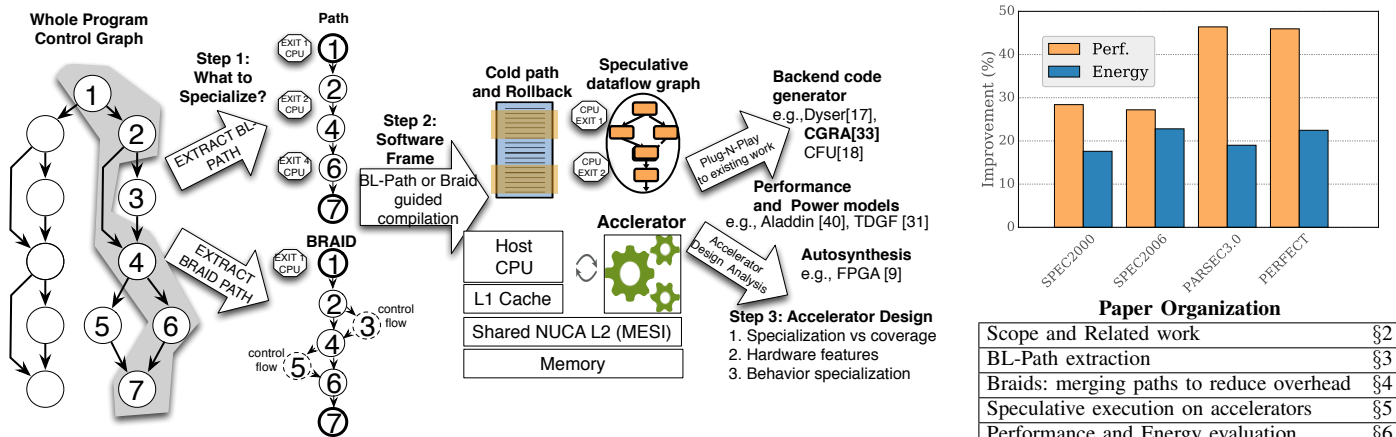 Whole Program
Control Graph
1
2
3
4
5
6
7
Step 1:
What to
Specialize?
EXTRACT BL-
PATH
EXTRACT
BRAID PATH
Path
EXIT 1
CPU
1
EXIT 2
CPU
2
4
EXIT 4
CPU
6
7
BRAID
EXIT 1
CPU
1
2
control
flow
3
4
control
flow
5
6
7
Step 2:
Software
Frame
BL-Path or Braid
guided
compilation
Cold path
and Rollback
Speculative
dataflow graph
CPU
EXIT 1
CPU
EXIT 2
Host
CPU
L1 Cache
Shared NUCA L2 (MESI)
Memory
Acclerator
Plug-N-Play
to existing work
Accelerator
Design Analysis
Backend code
generator
e.g.,Dyser[17],
CGRA[33]
CFU[18]
Performance
and Power models
e.g., Aladdin [40], TDGF [31]
Autosynthesis
e.g., FPGA [9]
Step 3: Accelerator Design
1. Specialization vs coverage
2. Hardware features
3. Behavior specialization
Improvement (%)
50
40
30
20
10
0
Perf.
Energy
SPEC2000
SPEC2006
PARSEC3.0
PERFECT
Paper Organization
Scope and Related work §2
BL-Path extraction §3
Braids: merging paths to reduce overhead §4
Speculative execution on accelerators §5
Performance and Energy evaluation §6